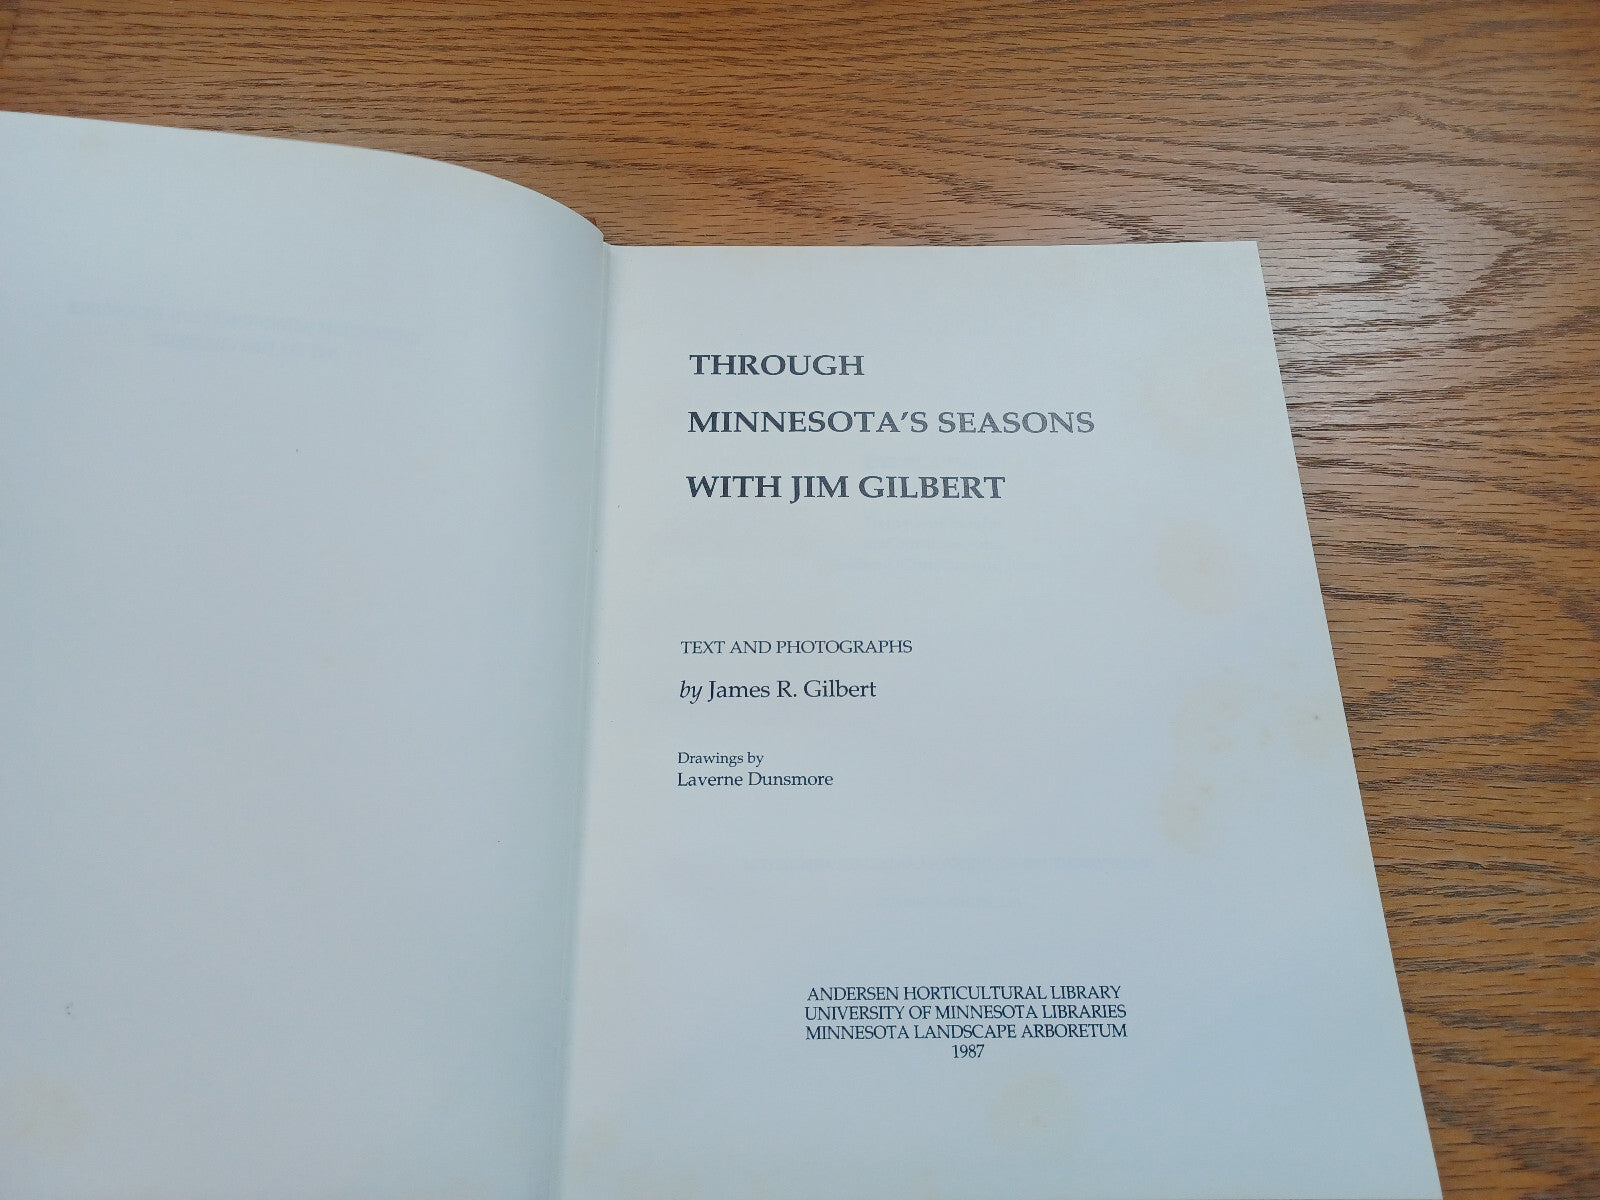 THROUGH
MINNESOTA'S SEASONS
WITH JIM GILBERT
TEXT AND PHOTOGRAPHS
by James R. Gilbert
Drawings by
Laverne Dunsmore
ANDERSEN HORTICULTURAL LIBRARY
UNIVERSITY OF MINNESOTA LIBRARIES
MINNESOTA LANDSCAPE ARBORETUM
1987